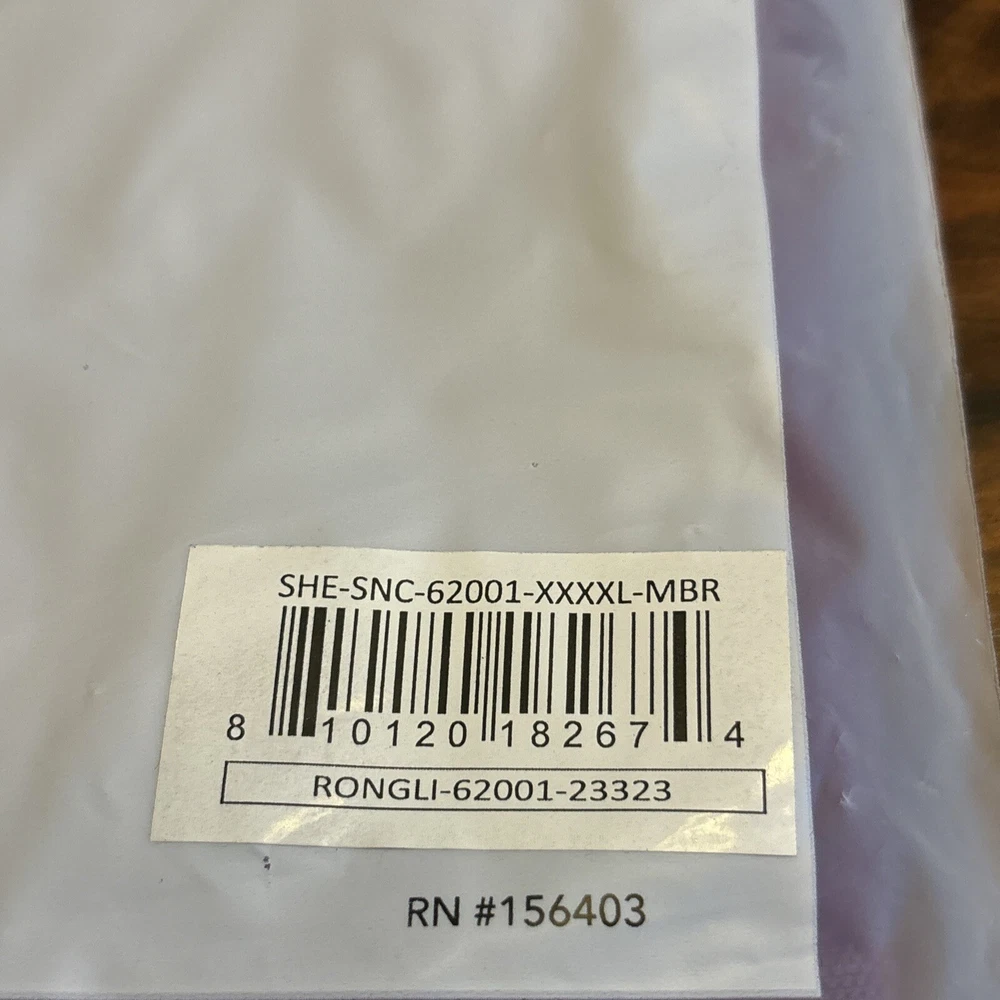 SHE-SNC-62001-XXXXL-MBR
8 10120 18267 4
RONGLI-62001-23323
RN #156403